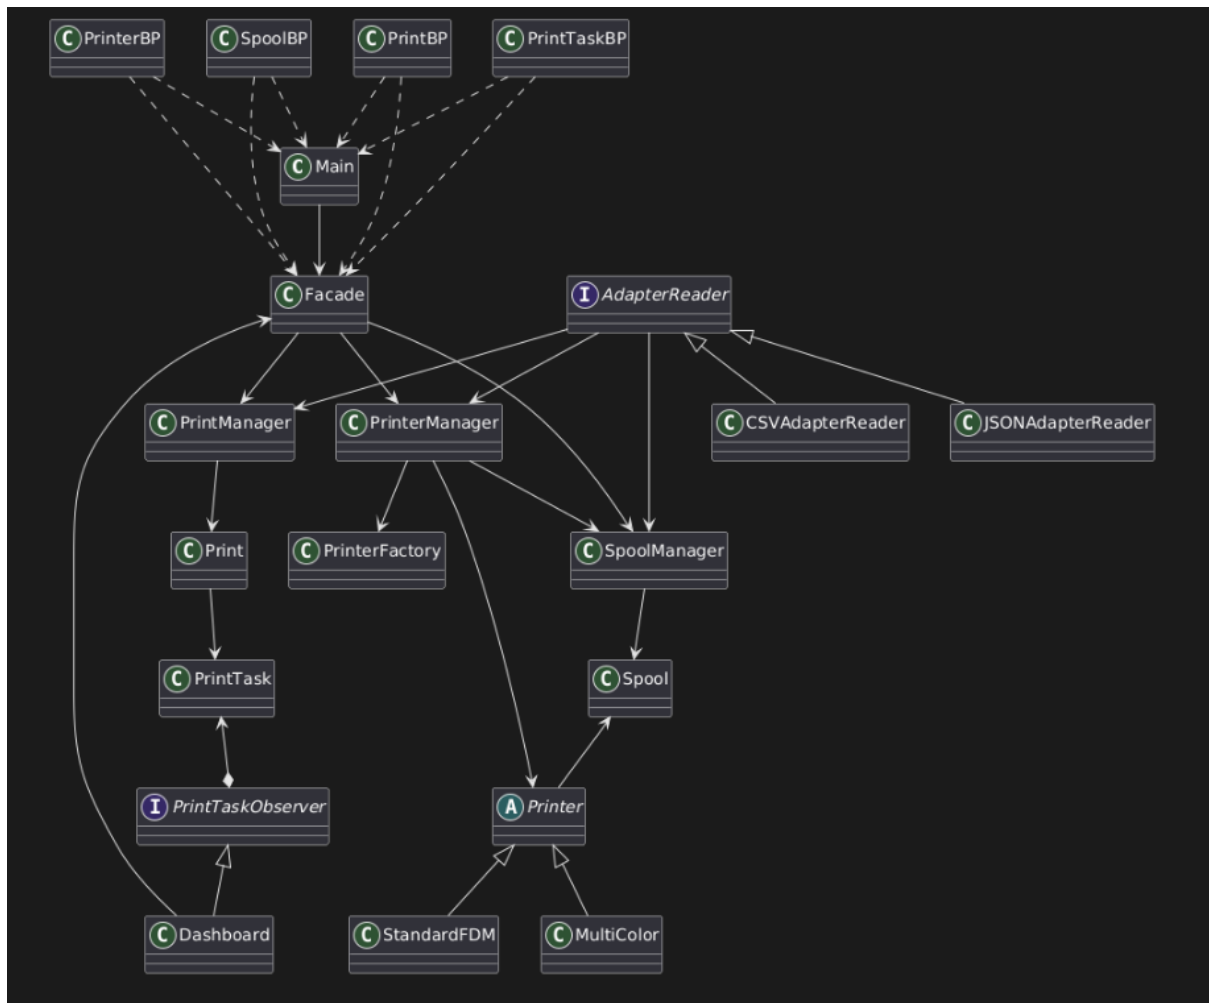 C PrinterBP
C SpoolBP
C PrintBP
C PrintTaskBP
C Main
C Facade
I AdapterReader
C PrintManager
C PrinterManager
C CSVAdapterReader
C JSONAdapterReader
C Print
C PrinterFactory
C SpoolManager
C PrintTask
C Spool
I PrintTaskObserver
A Printer
C Dashboard
C StandardFDM
C MultiColor